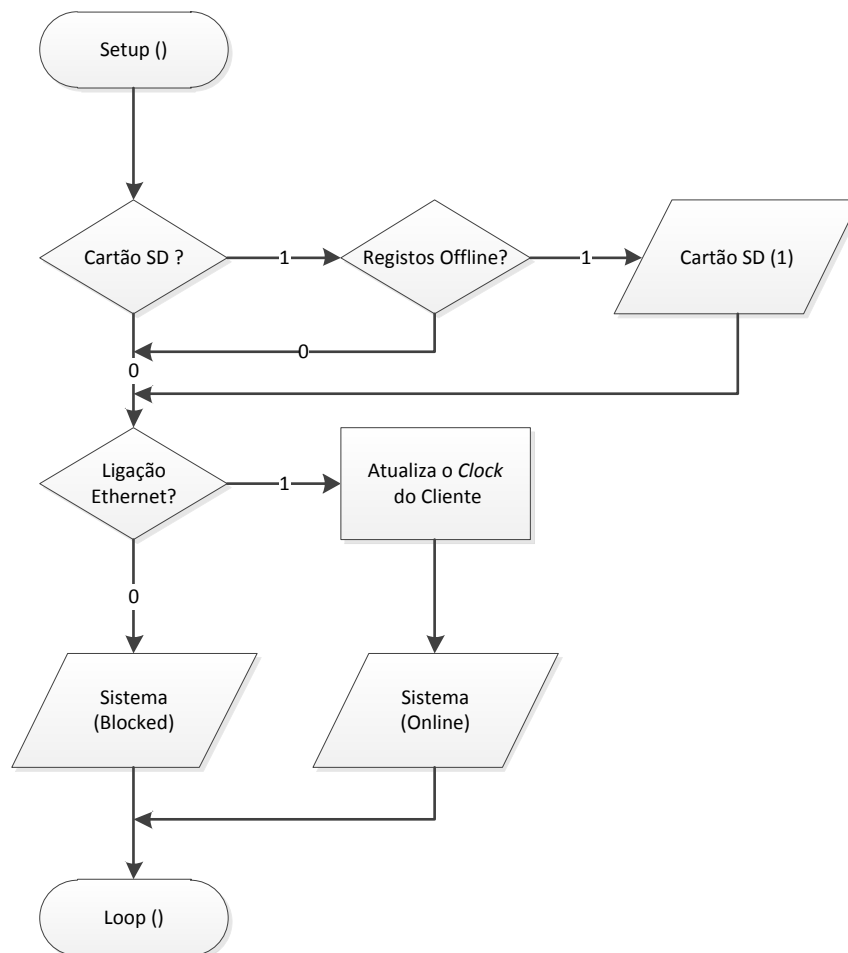 Setup ()
Cartão SD ?
1
Registos Offline?
1
Cartão SD (1)
0
0
Ligação
Ethernet?
1
Atualiza o Clock
do Cliente
0
Sistema
(Blocked)
Sistema
(Online)
Loop ()